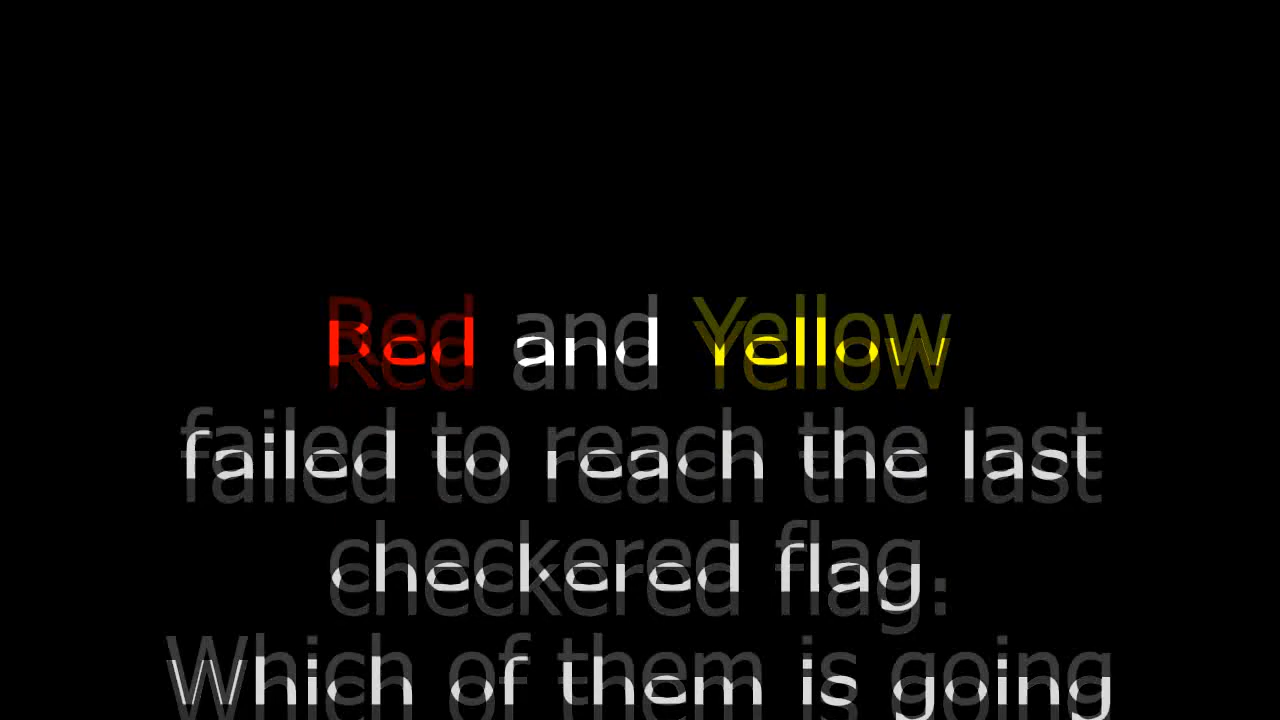 Red and Yellow
failed to reach the last
checkered flag.
Which of them is going